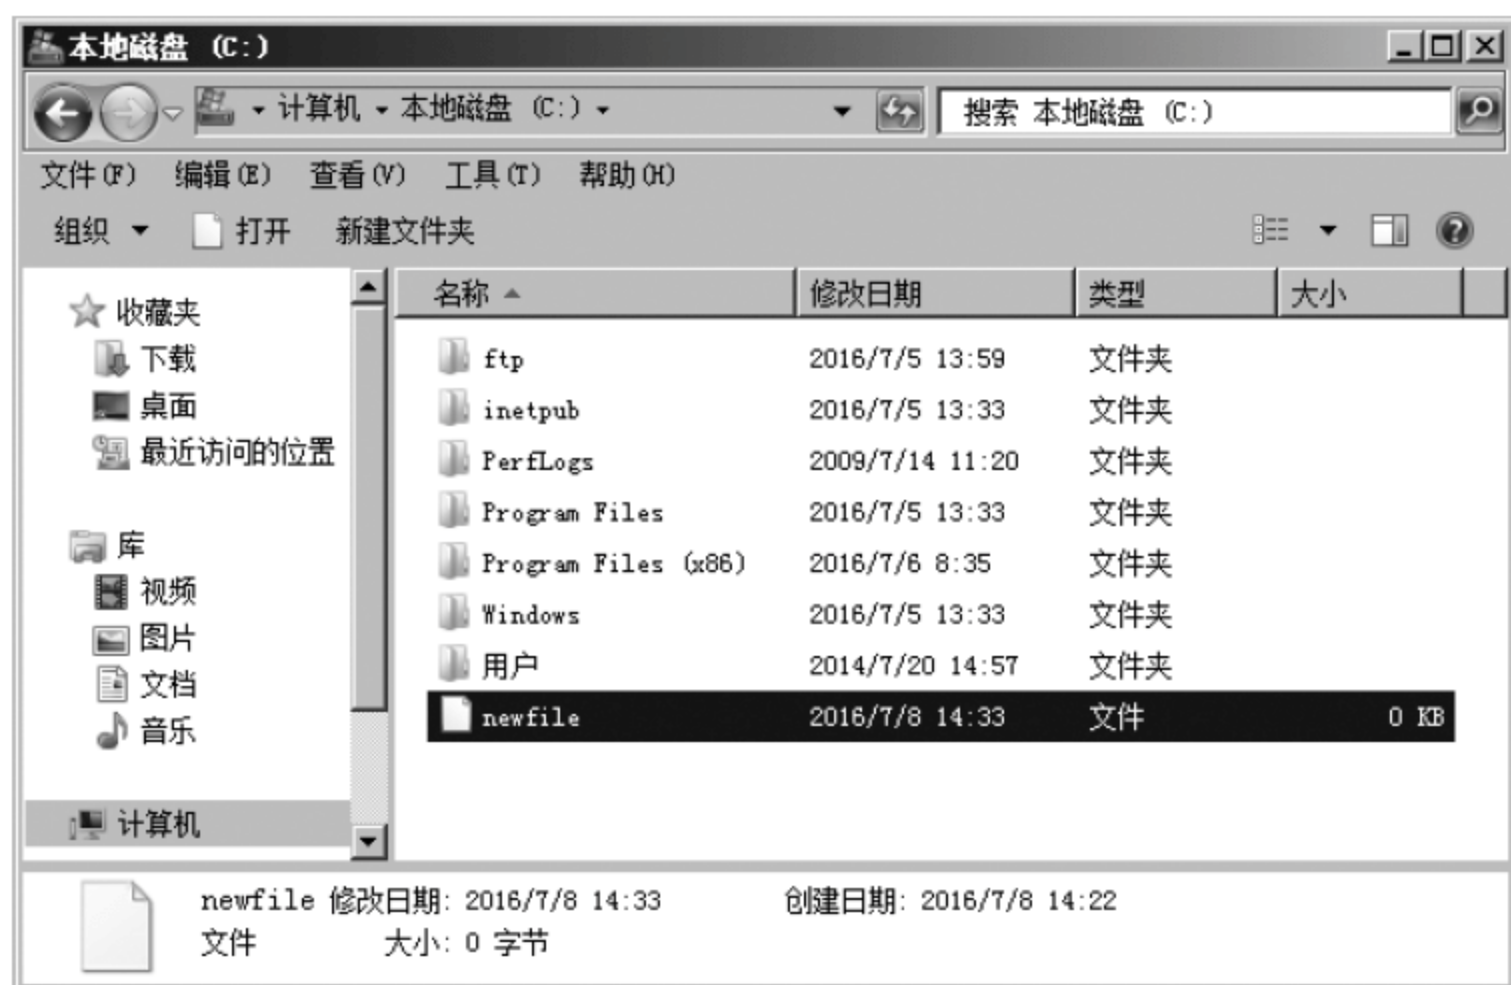 本地磁盘 (C:)
计算机 本地磁盘 (C:) 搜索 本地磁盘 (C:)
文件(F) 编辑(E) 查看(V) 工具(T) 帮助(H)
组织 打开 新建文件夹
收藏夹
下载
桌面
最近访问的位置
库
视频
图片
文档
音乐
计算机
名称 修改日期 类型 大小
ftp 2016/7/5 13:59 文件夹
inetpub 2016/7/5 13:33 文件夹
PerfLogs 2009/7/14 11:20 文件夹
Program Files 2016/7/5 13:33 文件夹
Program Files (x86) 2016/7/6 8:35 文件夹
Windows 2016/7/5 13:33 文件夹
用户 2014/7/20 14:57 文件夹
newfile 2016/7/8 14:33 文件 0 KB
newfile 修改日期: 2016/7/8 14:33 创建日期: 2016/7/8 14:22
文件 大小: 0 字节